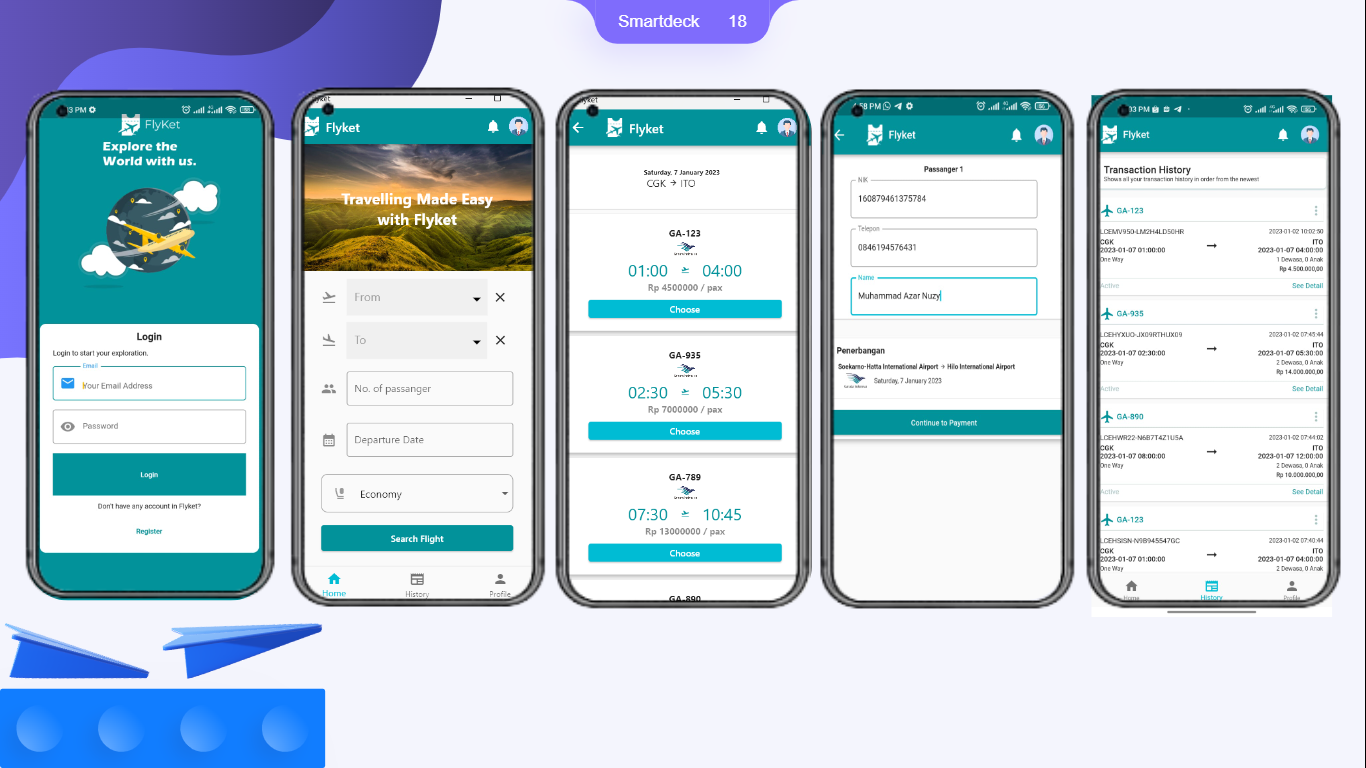 Smartdeck 18
FlyKet
Explore the
World with us.
Login
Login to start your exploration.
Email
Your Email Address
Password
Login
Don't have any account in Flyket?
Register
Flyket
Travelling Made Easy
with Flyket
From
To
No. of passanger
Departure Date
Economy
Search Flight
Home
History
Profile
Flyket
Saturday, 7 January 2023
CGK → ITO
GA-123
01:00 04:00
Rp 4500000 / pax
Choose
GA-935
02:30 05:30
Rp 7000000 / pax
Choose
GA-789
07:30 10:45
Rp 13000000 / pax
Choose
GA-890
:58 PM
Flyket
Passanger 1
NIK
160879461375784
Telepon
0846194576431
Name
Muhammad Azar Nuzy
Penerbangan
Soekarno-Hatta International Airport → Hilo International Airport
Saturday, 7 January 2023
Continue to Payment
:33 PM
Flyket
Transaction History
Shows all your transaction history in order from the newest
GA-123
LCEMV950-LM2H4LD50HR 2023-01-02 10:02:50
CGK ITO
2023-01-07 01:00:00 → 2023-01-07 04:00:00
One Way 1 Dewasa, 0 Anak
Rp 4.500.000,00
Active See Detail
GA-935
LCEHYXUO-JX09RTHUX09 2023-01-02 07:45:44
CGK ITO
2023-01-07 02:30:00 → 2023-01-07 05:30:00
One Way 2 Dewasa, 0 Anak
Rp 14.000.000,00
Active See Detail
GA-890
LCEHWR22-N6B7T4Z1U5A 2023-01-02 07:44:02
CGK ITO
2023-01-07 08:00:00 → 2023-01-07 12:00:00
One Way 2 Dewasa, 0 Anak
Rp 10.000.000,00
Active See Detail
GA-123
LCEHSISN-N9B945547GC 2023-01-02 07:40:44
CGK ITO
2023-01-07 01:00:00 → 2023-01-07 04:00:00
One Way 2 Dewasa, 0 Anak
Home
History
Profile